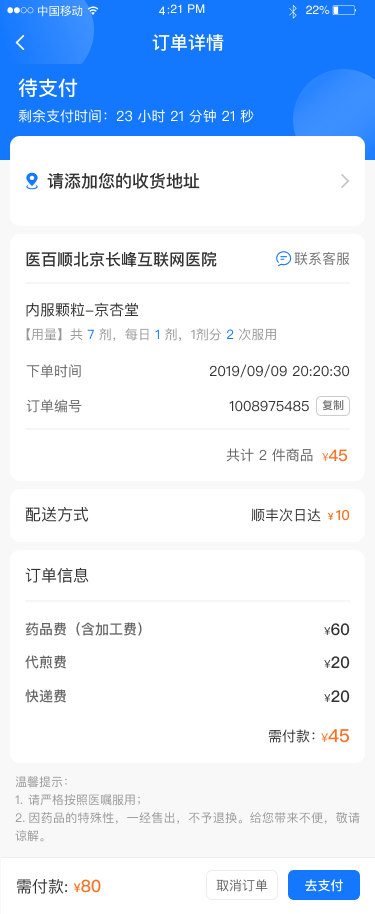 中国移动 4:21 PM 22%
订单详情
待支付
剩余支付时间：23 小时 21 分钟 21 秒
请添加您的收货地址
医百顺北京长峰互联网医院 联系客服
内服颗粒–京杏堂
【用量】共 7 剂，每日 1 剂，1剂分 2 次服用
下单时间 2019/09/09 20:20:30
订单编号 1008975485 复制
共计 2 件商品 ¥45
配送方式 顺丰次日达 ¥10
订单信息
药品费（含加工费） ¥60
代煎费 ¥20
快递费 ¥20
需付款：¥45
温馨提示：
1. 请严格按照医嘱服用；
2. 因药品的特殊性，一经售出，不予退换。给您带来不便，敬请
谅解。
需付款: ¥80 取消订单 去支付